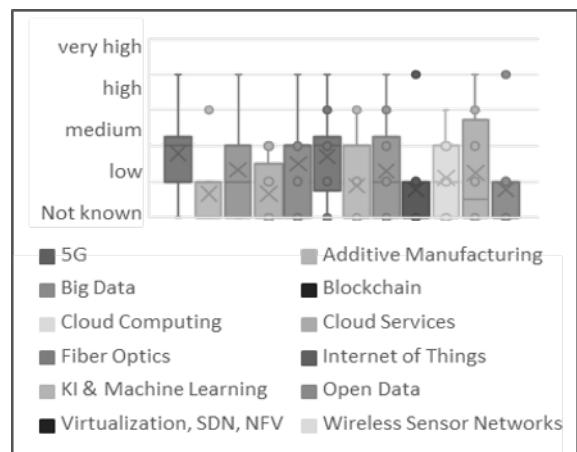 very high
high
medium
low
Not known
5G Additive Manufacturing
Big Data Blockchain
Cloud Computing Cloud Services
Fiber Optics Internet of Things
KI & Machine Learning Open Data
Virtualization, SDN, NFV Wireless Sensor Networks